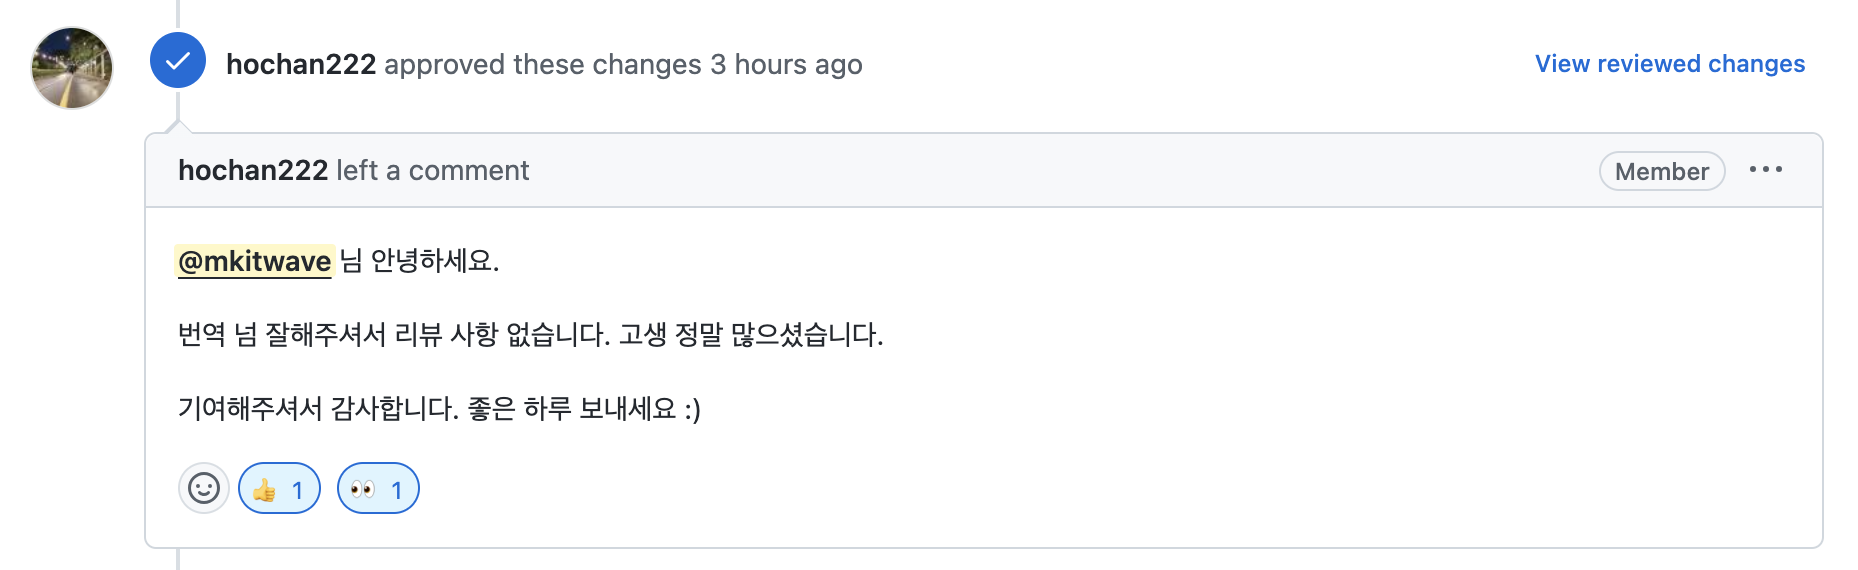 hochan222 approved these changes 3 hours ago
View reviewed changes
hochan222 left a comment
Member
@mkitwave 님 안녕하세요.
번역 넘 잘해주셔서 리뷰 사항 없습니다. 고생 정말 많으셨습니다.
기여해주셔서 감사합니다. 좋은 하루 보내세요 :)
👍 1 👀 1